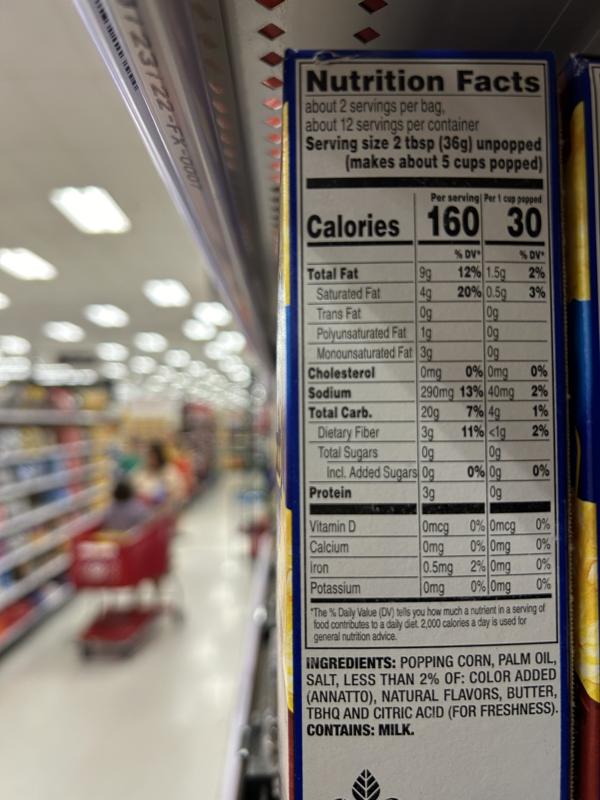 Nutrition Facts
about 2 servings per bag,
about 12 servings per container
Serving size 2 tbsp (36g) unpopped
(makes about 5 cups popped)
Per serving Per 1 cup popped
Calories 160 30
% DV* % DV*
Total Fat 9g 12% 1.5g 2%
Saturated Fat 4g 20% 0.5g 3%
Trans Fat 0g 0g
Polyunsaturated Fat 1g 0g
Monounsaturated Fat 3g 0g
Cholesterol 0mg 0% 0mg 0%
Sodium 290mg 13% 40mg 2%
Total Carb. 20g 7% 4g 1%
Dietary Fiber 3g 11% <1g 2%
Total Sugars 0g 0g
Incl. Added Sugars 0g 0% 0g 0%
Protein 3g 0g
Vitamin D 0mcg 0% 0mcg 0%
Calcium 0mg 0% 0mg 0%
Iron 0.5mg 2% 0mg 0%
Potassium 0mg 0% 0mg 0%
*The % Daily Value (DV) tells you how much a nutrient in a serving of
food contributes to a daily diet. 2,000 calories a day is used for
general nutrition advice.
INGREDIENTS: POPPING CORN, PALM OIL,
SALT, LESS THAN 2% OF: COLOR ADDED
(ANNATTO), NATURAL FLAVORS, BUTTER,
TBHQ AND CITRIC ACID (FOR FRESHNESS).
CONTAINS: MILK.